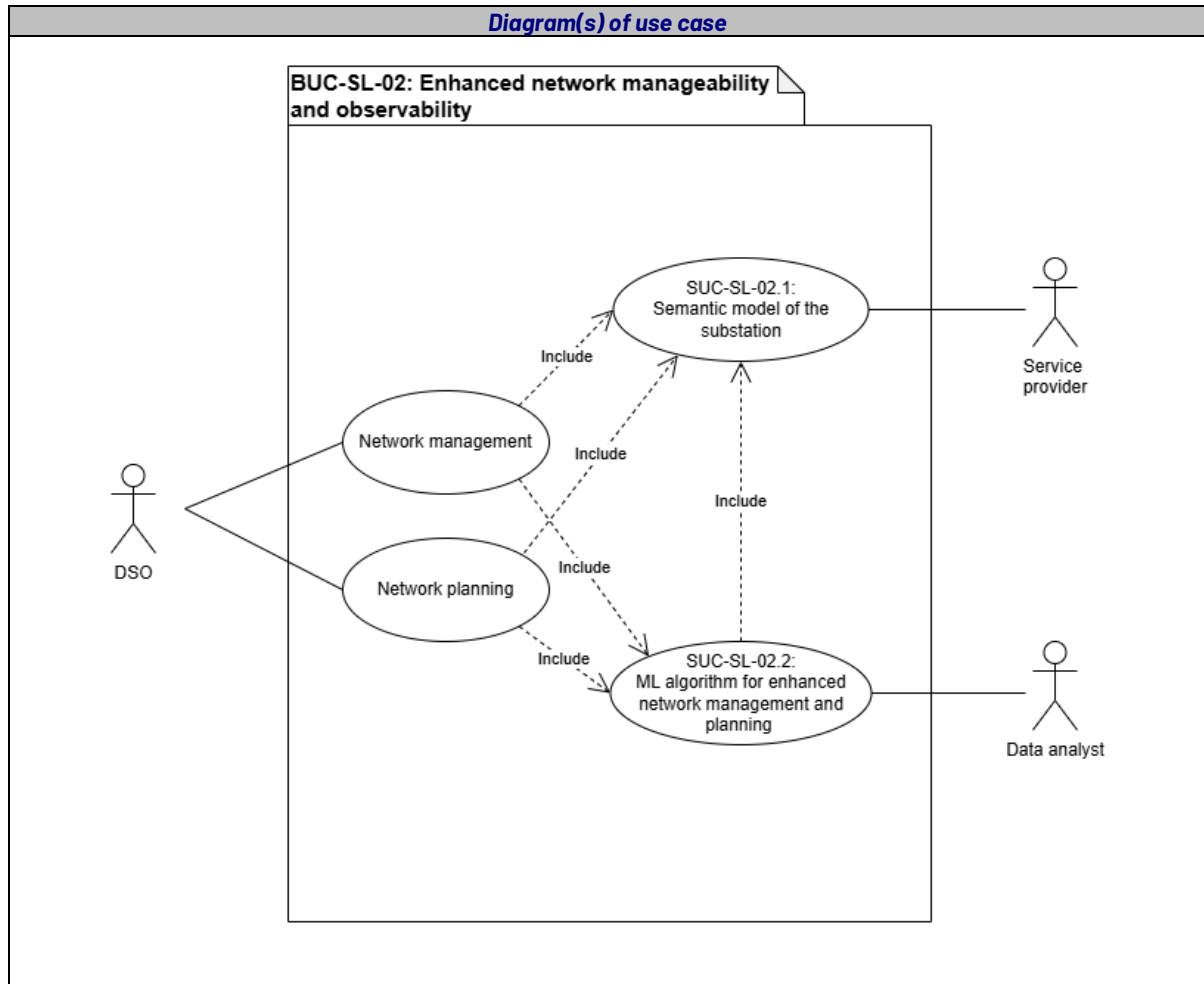 Diagram(s) of use case
BUC-SL-02: Enhanced network manageability
and observability
SUC-SL-02.1:
Semantic model of the
substation
Include
Service
provider
Network management
Include
Include
DSO
Network planning
Include
Include
SUC-SL-02.2:
ML algorithm for enhanced
network management and
planning
Data analyst